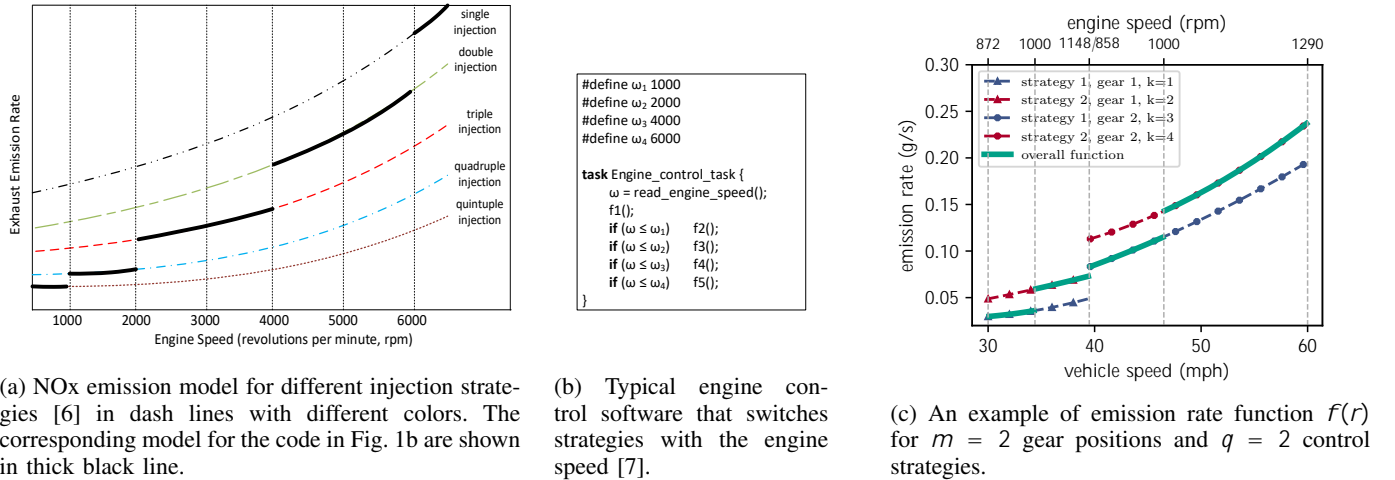 Exhaust Emission Rate
single
injection
double
injection
triple
injection
quadruple
injection
quintuple
injection
1000 2000 3000 4000 5000 6000
Engine Speed (revolutions per minute, rpm)
(a) NOx emission model for different injection strate-
gies [6] in dash lines with different colors. The
corresponding model for the code in Fig. 1b are shown
in thick black line.
#define ω₁ 1000
#define ω₂ 2000
#define ω₃ 4000
#define ω₄ 6000
task Engine_control_task {
ω = read_engine_speed();
f1();
if (ω ≤ ω₁) f2();
if (ω ≤ ω₂) f3();
if (ω ≤ ω₃) f4();
if (ω ≤ ω₄) f5();
}
(b) Typical engine con-
trol software that switches
strategies with the engine
speed [7].
engine speed (rpm)
872 1000 1148/858 1000 1290
emission rate (g/s)
0.30
0.25
0.20
0.15
0.10
0.05
strategy 1, gear 1, k=1
strategy 2, gear 1, k=2
strategy 1, gear 2, k=3
strategy 2, gear 2, k=4
overall function
30 40 50 60
vehicle speed (mph)
(c) An example of emission rate function f(r)
for m = 2 gear positions and q = 2 control
strategies.